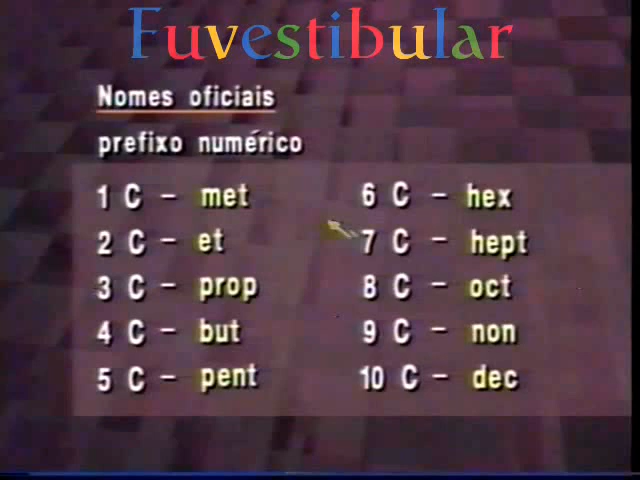 Fuvestibular
Nomes oficiais
prefixo numérico
1 C - met
2 C - et
3 C - prop
4 C - but
5 C - pent
6 C - hex
7 C - hept
8 C - oct
9 C - non
10 C - dec